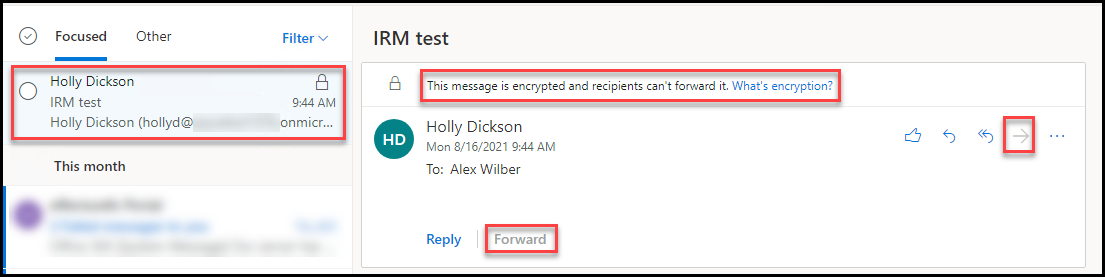 Focused
Other
Filter
Holly Dickson
IRM test
9:44 AM
Holly Dickson (hollyd@ onmicr...
This month
IRM test
This message is encrypted and recipients can't forward it. What's encryption?
HD
Holly Dickson
Mon 8/16/2021 9:44 AM
To: Alex Wilber
Reply
Forward